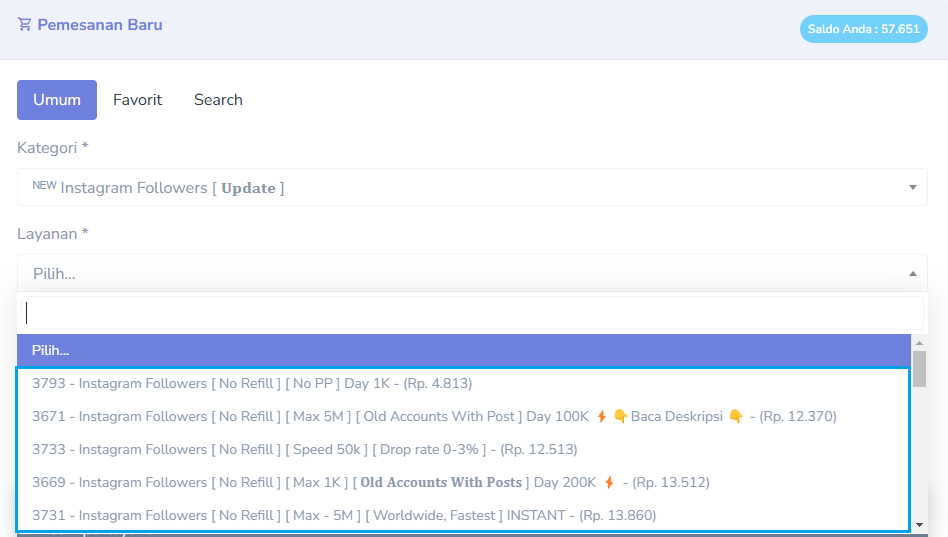 Pemesanan Baru
Saldo Anda : 57.651
Umum Favorit Search
Kategori *
NEW Instagram Followers [ Update ]
Layanan *
Pilih...
Pilih...
3793 - Instagram Followers [ No Refill ] [ No PP ] Day 1K - (Rp. 4.813)
3671 - Instagram Followers [ No Refill ] [ Max 5M ] [ Old Accounts With Post ] Day 100K ⚡👇Baca Deskripsi 👇 - (Rp. 12.370)
3733 - Instagram Followers [ No Refill ] [ Speed 50k ] [ Drop rate 0-3% ] - (Rp. 12.513)
3669 - Instagram Followers [ No Refill ] [ Max 1K ] [ Old Accounts With Posts ] Day 200K ⚡ - (Rp. 13.512)
3731 - Instagram Followers [ No Refill ] [ Max - 5M ] [ Worldwide, Fastest ] INSTANT - (Rp. 13.860)